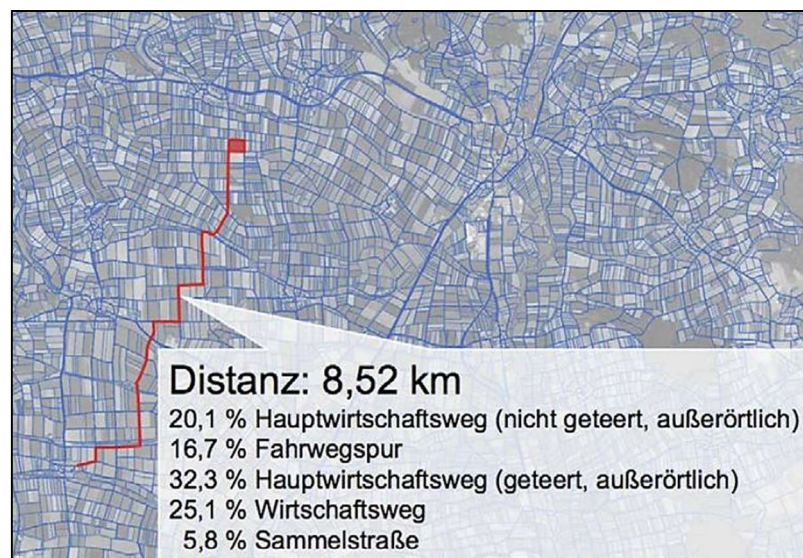 Distanz: 8,52 km
20,1 % Hauptwirtschaftsweg (nicht geteert, außerörtlich)
16,7 % Fahrwegspur
32,3 % Hauptwirtschaftsweg (geteert, außerörtlich)
25,1 % Wirtschaftsweg
5,8 % Sammelstraße